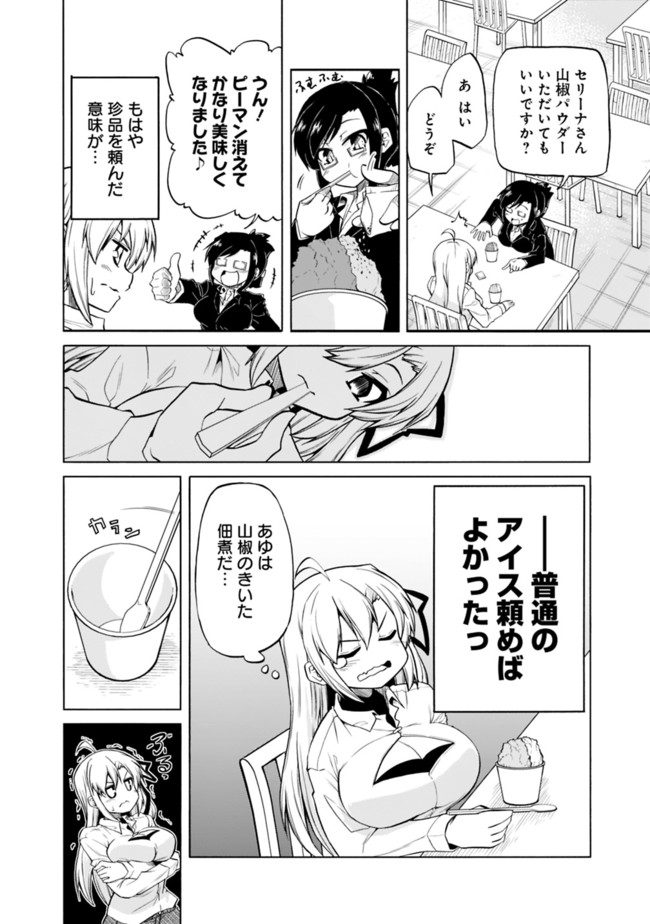 セリーナさん
山椒パウダー
いただいても
いいですか?
あ はい
どうぞ
ふむふむ
うん!
ピーマン消えて
かなり美味しく
なりました♪
もはや
珍品を頼んだ
意味が…
──普通の
アイス頼めば
よかったっ
あゆは
山椒のきいた
佃煮だ…
カラン
ぶるっ